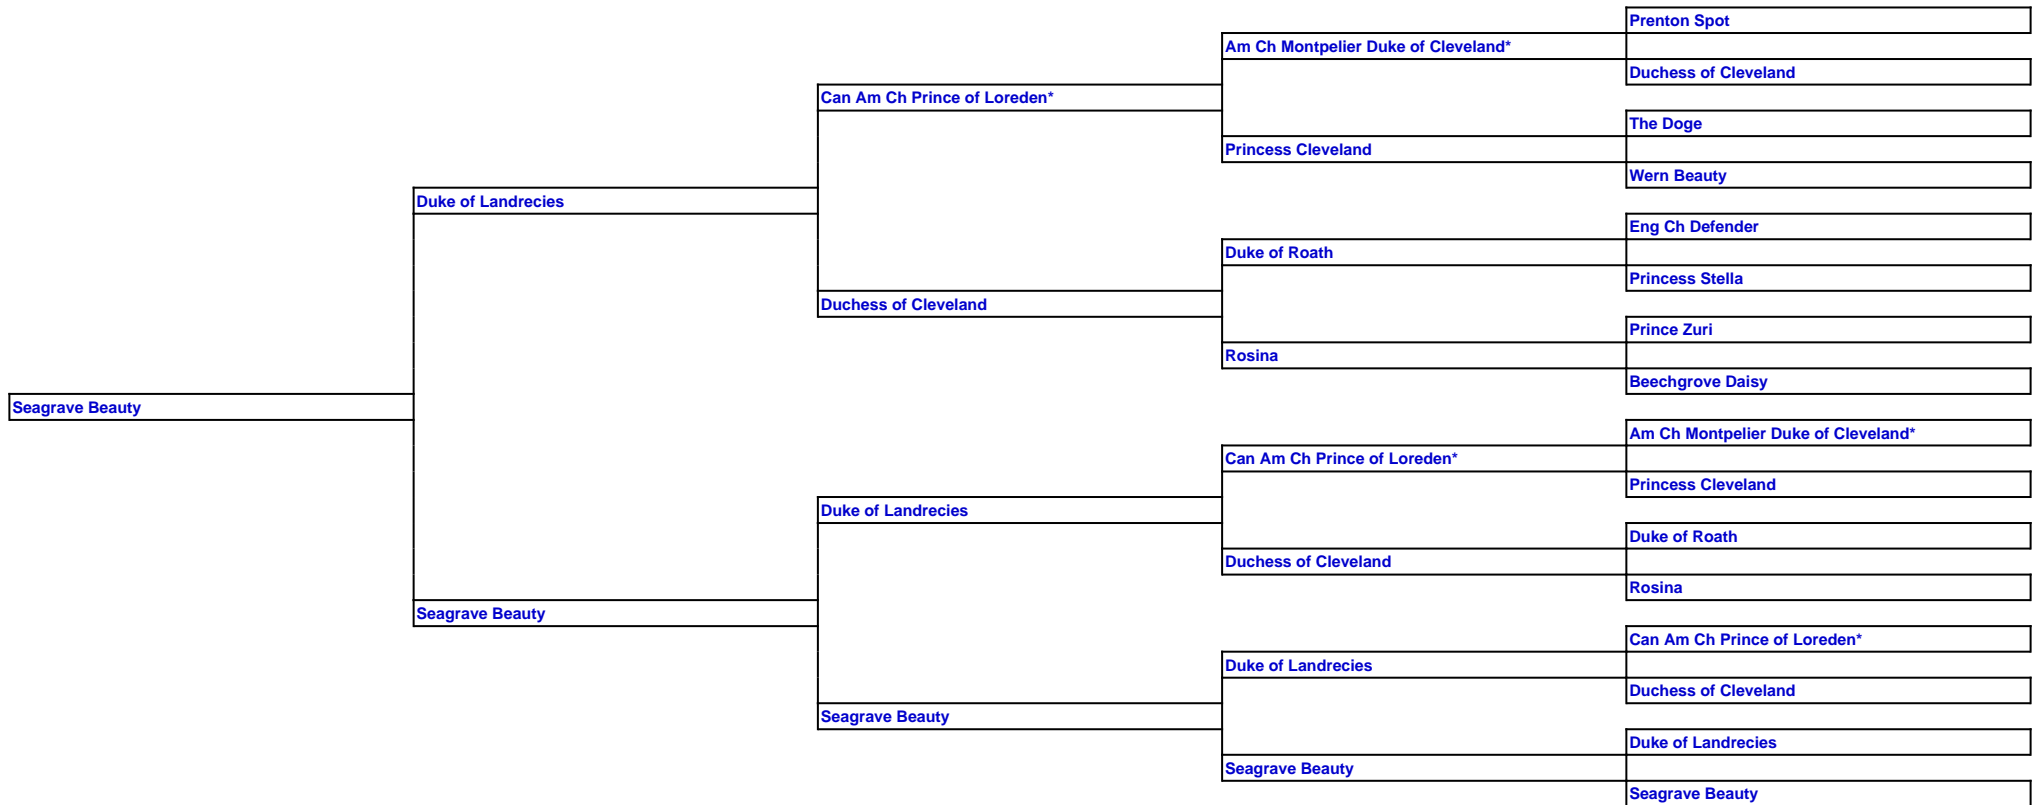 Prenton Spot
Am Ch Montpelier Duke of Cleveland*
Duchess of Cleveland
Can Am Ch Prince of Loreden*
The Doge
Princess Cleveland
Wern Beauty
Duke of Landrecies
Eng Ch Defender
Duke of Roath
Princess Stella
Duchess of Cleveland
Prince Zuri
Rosina
Beechgrove Daisy
Seagrave Beauty
Am Ch Montpelier Duke of Cleveland*
Can Am Ch Prince of Loreden*
Princess Cleveland
Duke of Landrecies
Duke of Roath
Duchess of Cleveland
Rosina
Seagrave Beauty
Can Am Ch Prince of Loreden*
Duke of Landrecies
Duchess of Cleveland
Seagrave Beauty
Duke of Landrecies
Seagrave Beauty
Seagrave Beauty